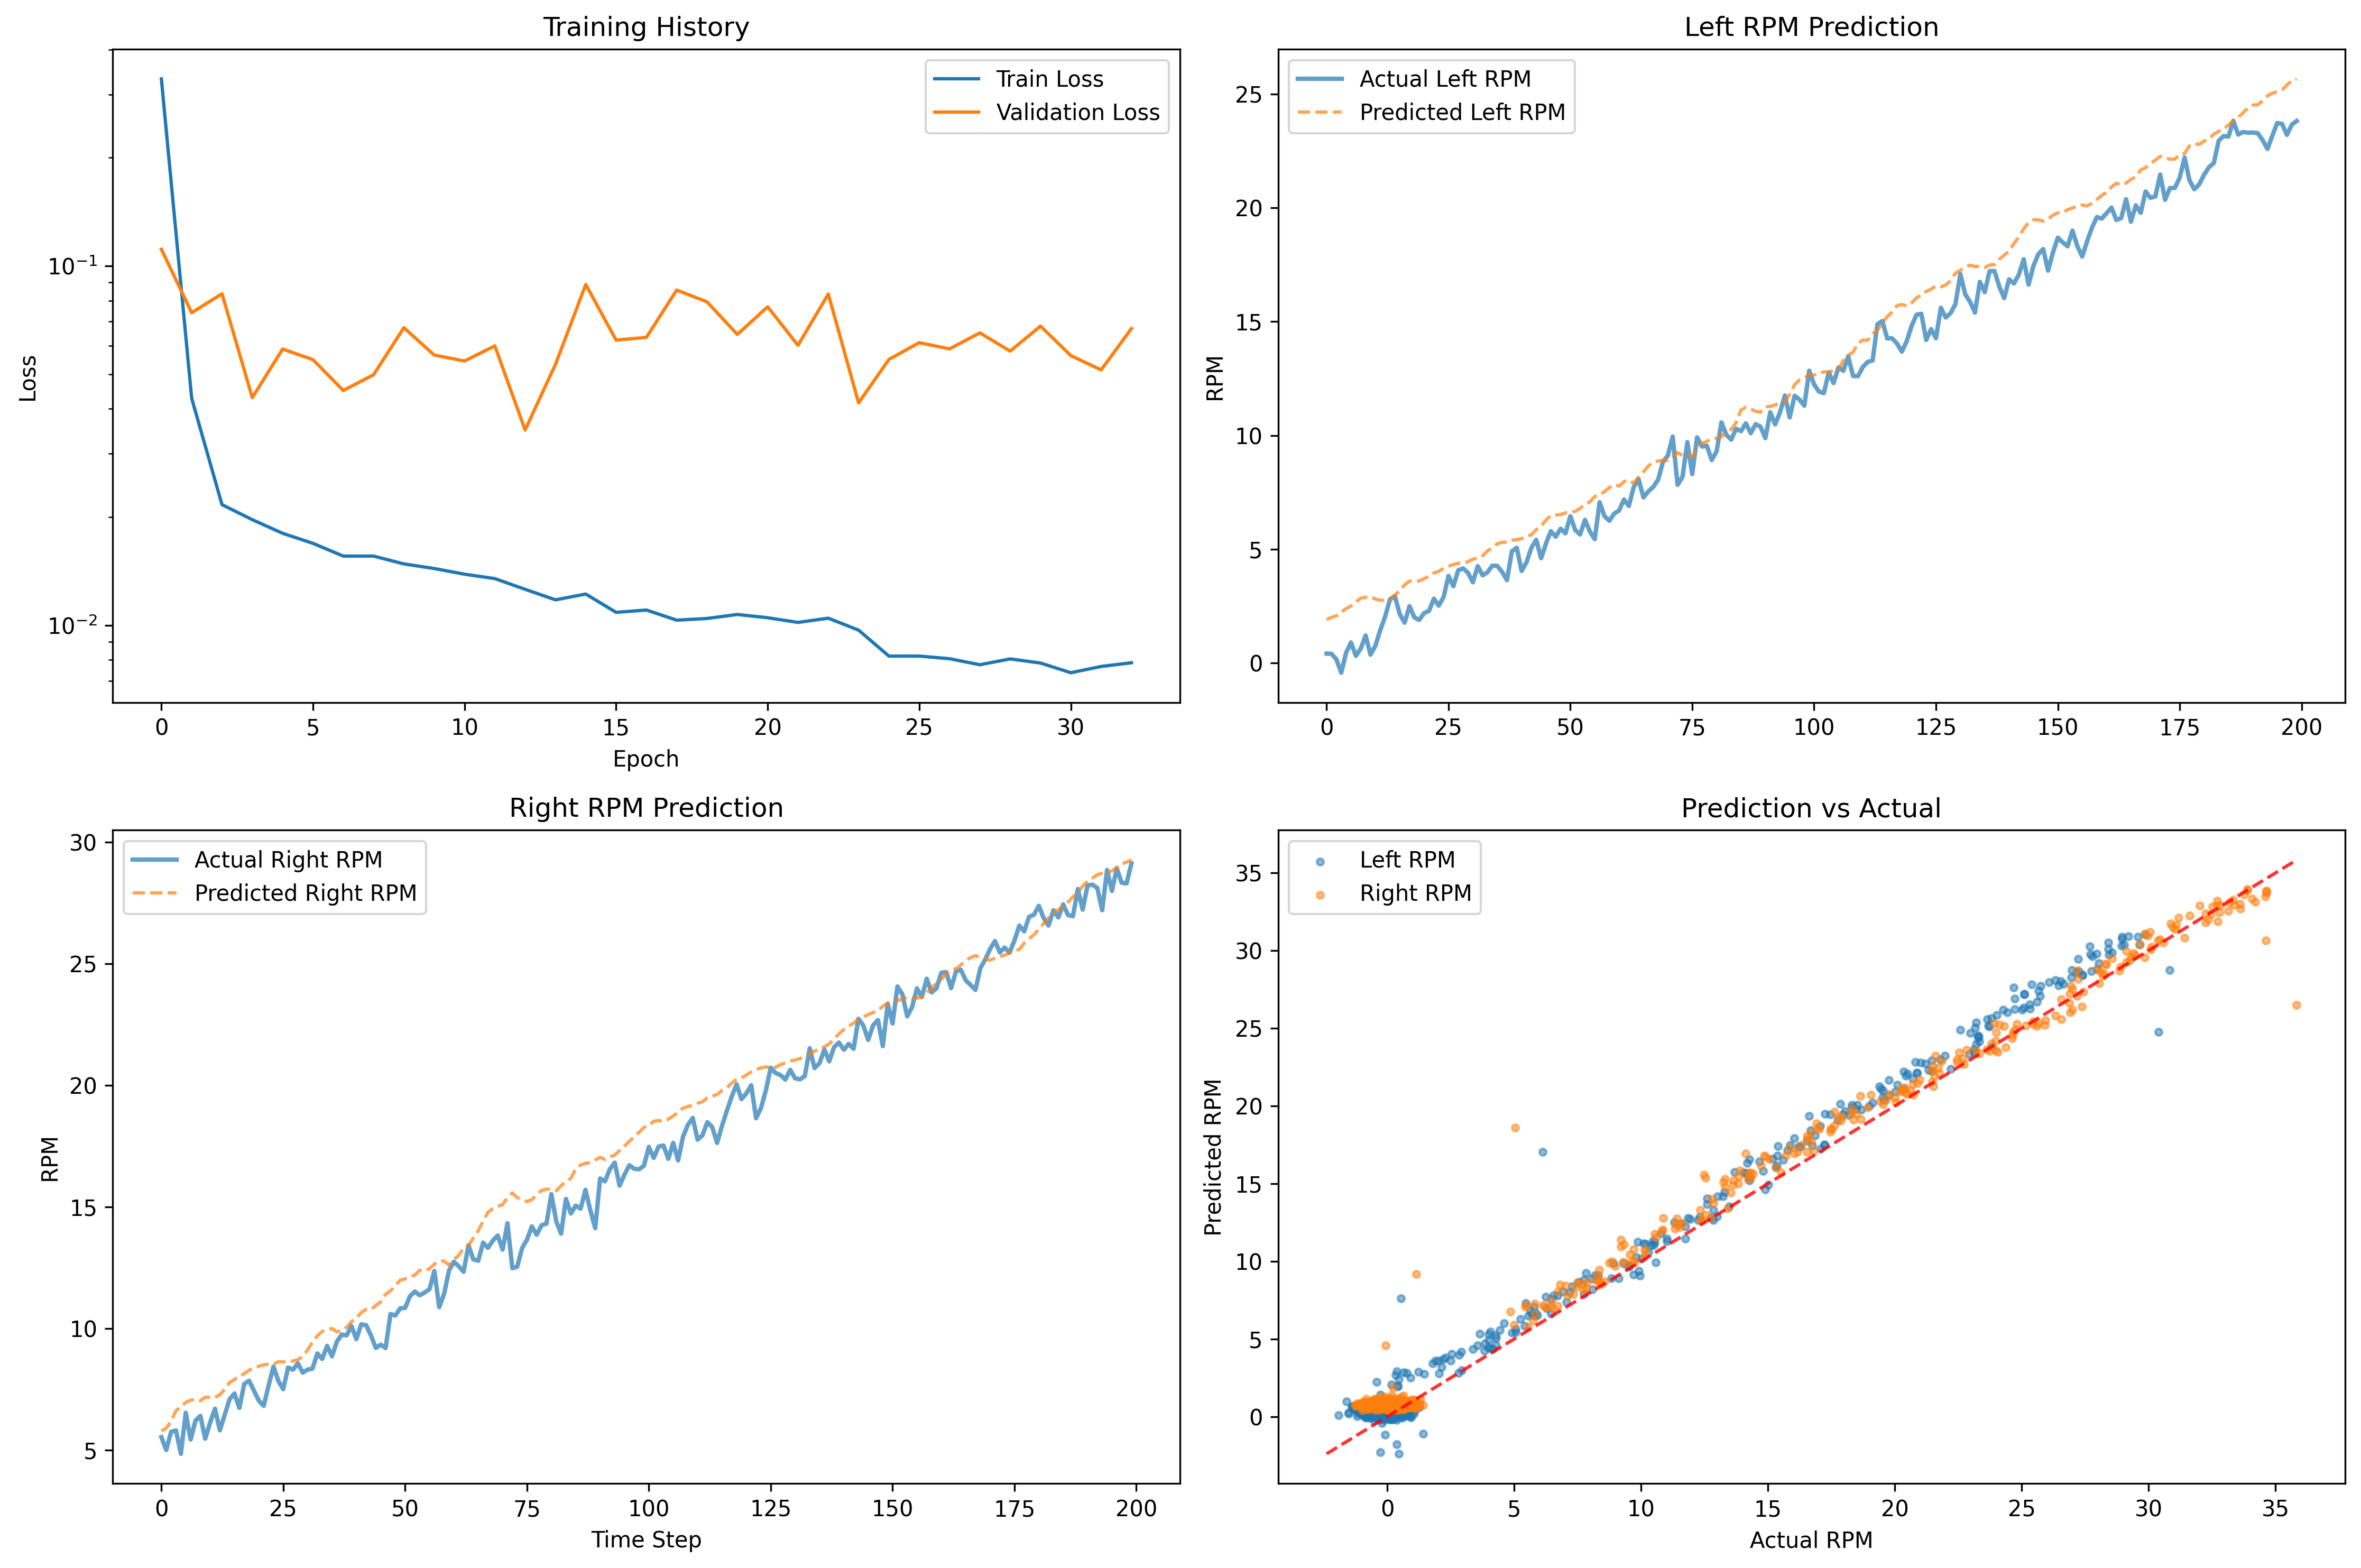 Training History
Train Loss
Validation Loss
10⁻¹
10⁻²
Loss
0 5 10 15 20 25 30
Epoch
Left RPM Prediction
Actual Left RPM
Predicted Left RPM
25
20
15
10
5
0
RPM
0 25 50 75 100 125 150 175 200
Right RPM Prediction
Actual Right RPM
Predicted Right RPM
30
25
20
15
10
5
RPM
0 25 50 75 100 125 150 175 200
Time Step
Prediction vs Actual
Left RPM
Right RPM
35
30
25
20
15
10
5
0
Predicted RPM
0 5 10 15 20 25 30 35
Actual RPM